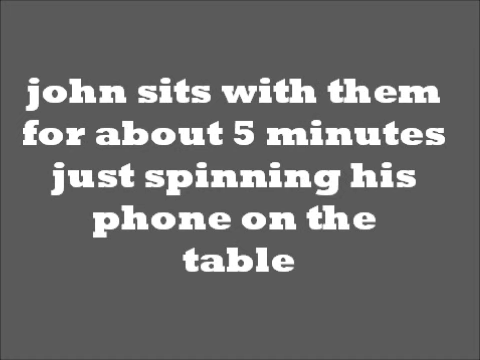 john sits with them
for about 5 minutes
just spinning his
phone on the
table